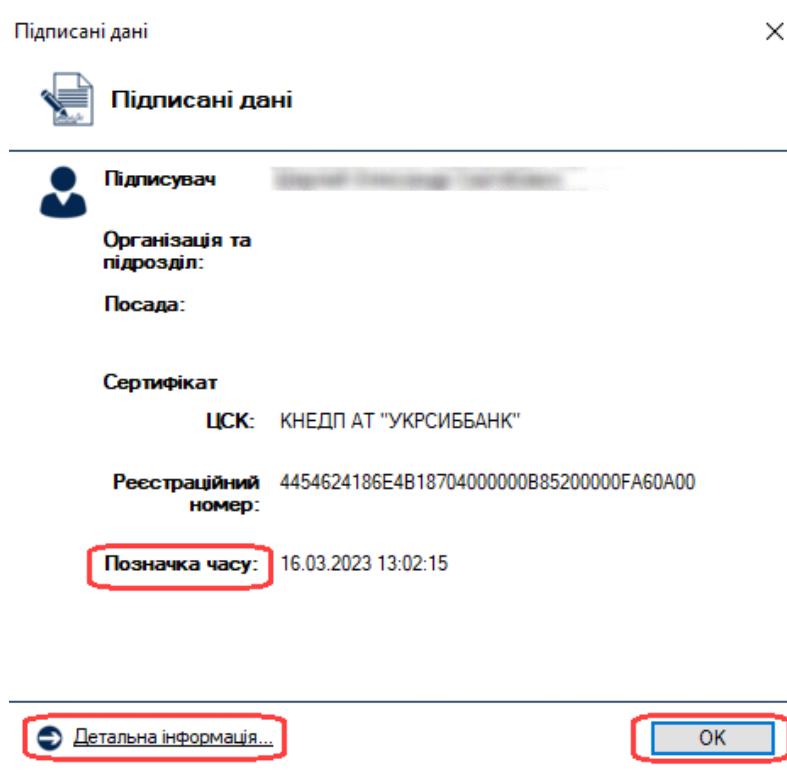 Підписані дані
Підписані дані
Підписувач
Організація та
підрозділ:
Посада:
Сертифікат
ЦСК: КНЕДП АТ "УКРСИББАНК"
Реєстраційний 4454624186E4B18704000000B85200000FA60A00
номер:
Позначка часу: 16.03.2023 13:02:15
Детальна інформація... OK